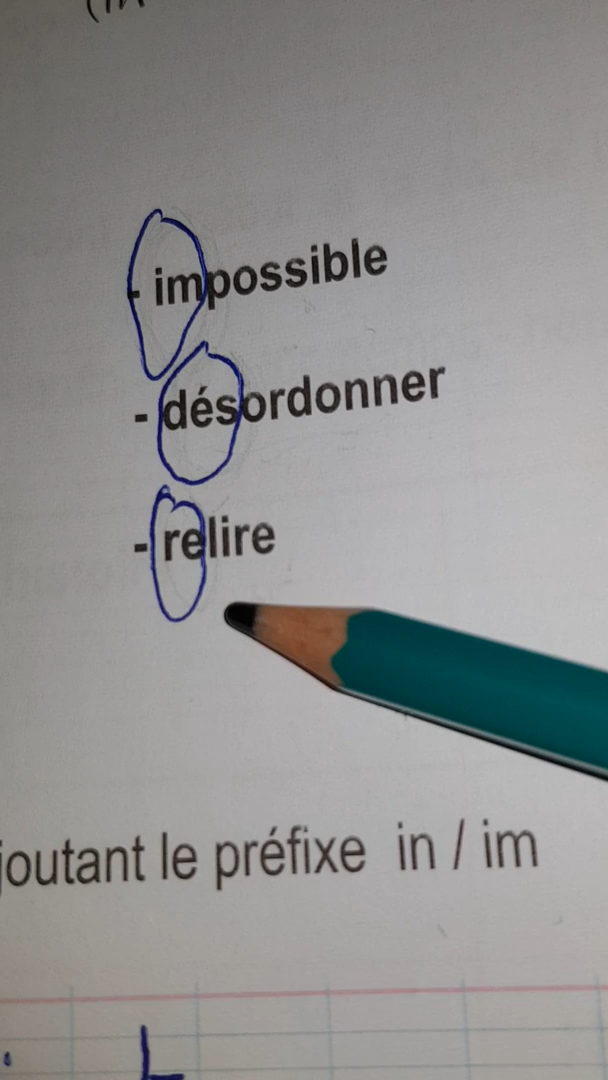 - impossible
- désordonner
- relire
joutant le préfixe in / im